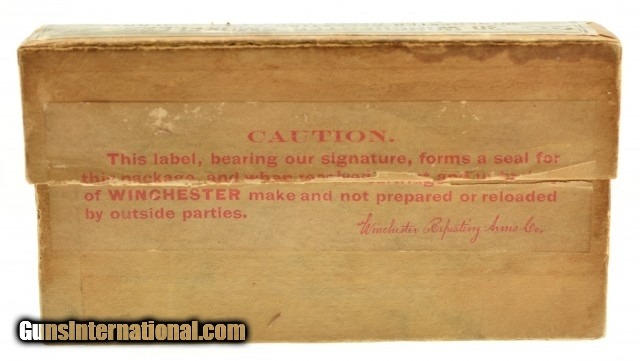 CAUTION.
This label, bearing our signature, forms a seal for
this package, and when
of WINCHESTER make and not prepared or reloaded
by outside parties.
Winchester Repeating Arms Co.
GunsInternational.com